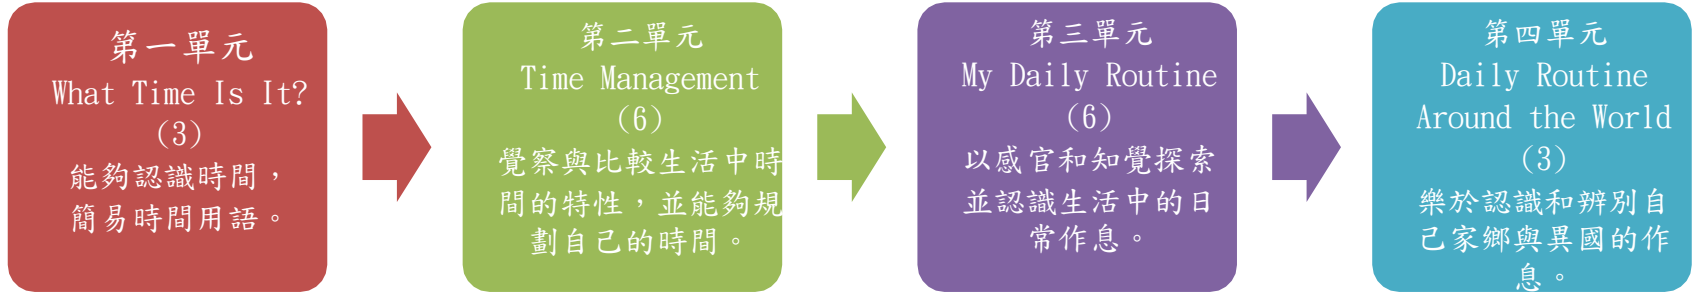 第一單元
What Time Is It?
(3)
能夠認識時間，
簡易時間用語。
第二單元
Time Management
(6)
覺察與比較生活中時
間的特性，並能夠規
劃自己的時間。
第三單元
My Daily Routine
(6)
以感官和知覺探索
並認識生活中的日
常作息。
第四單元
Daily Routine
Around the World
(3)
樂於認識和辨別自
己家鄉與異國的作
息。